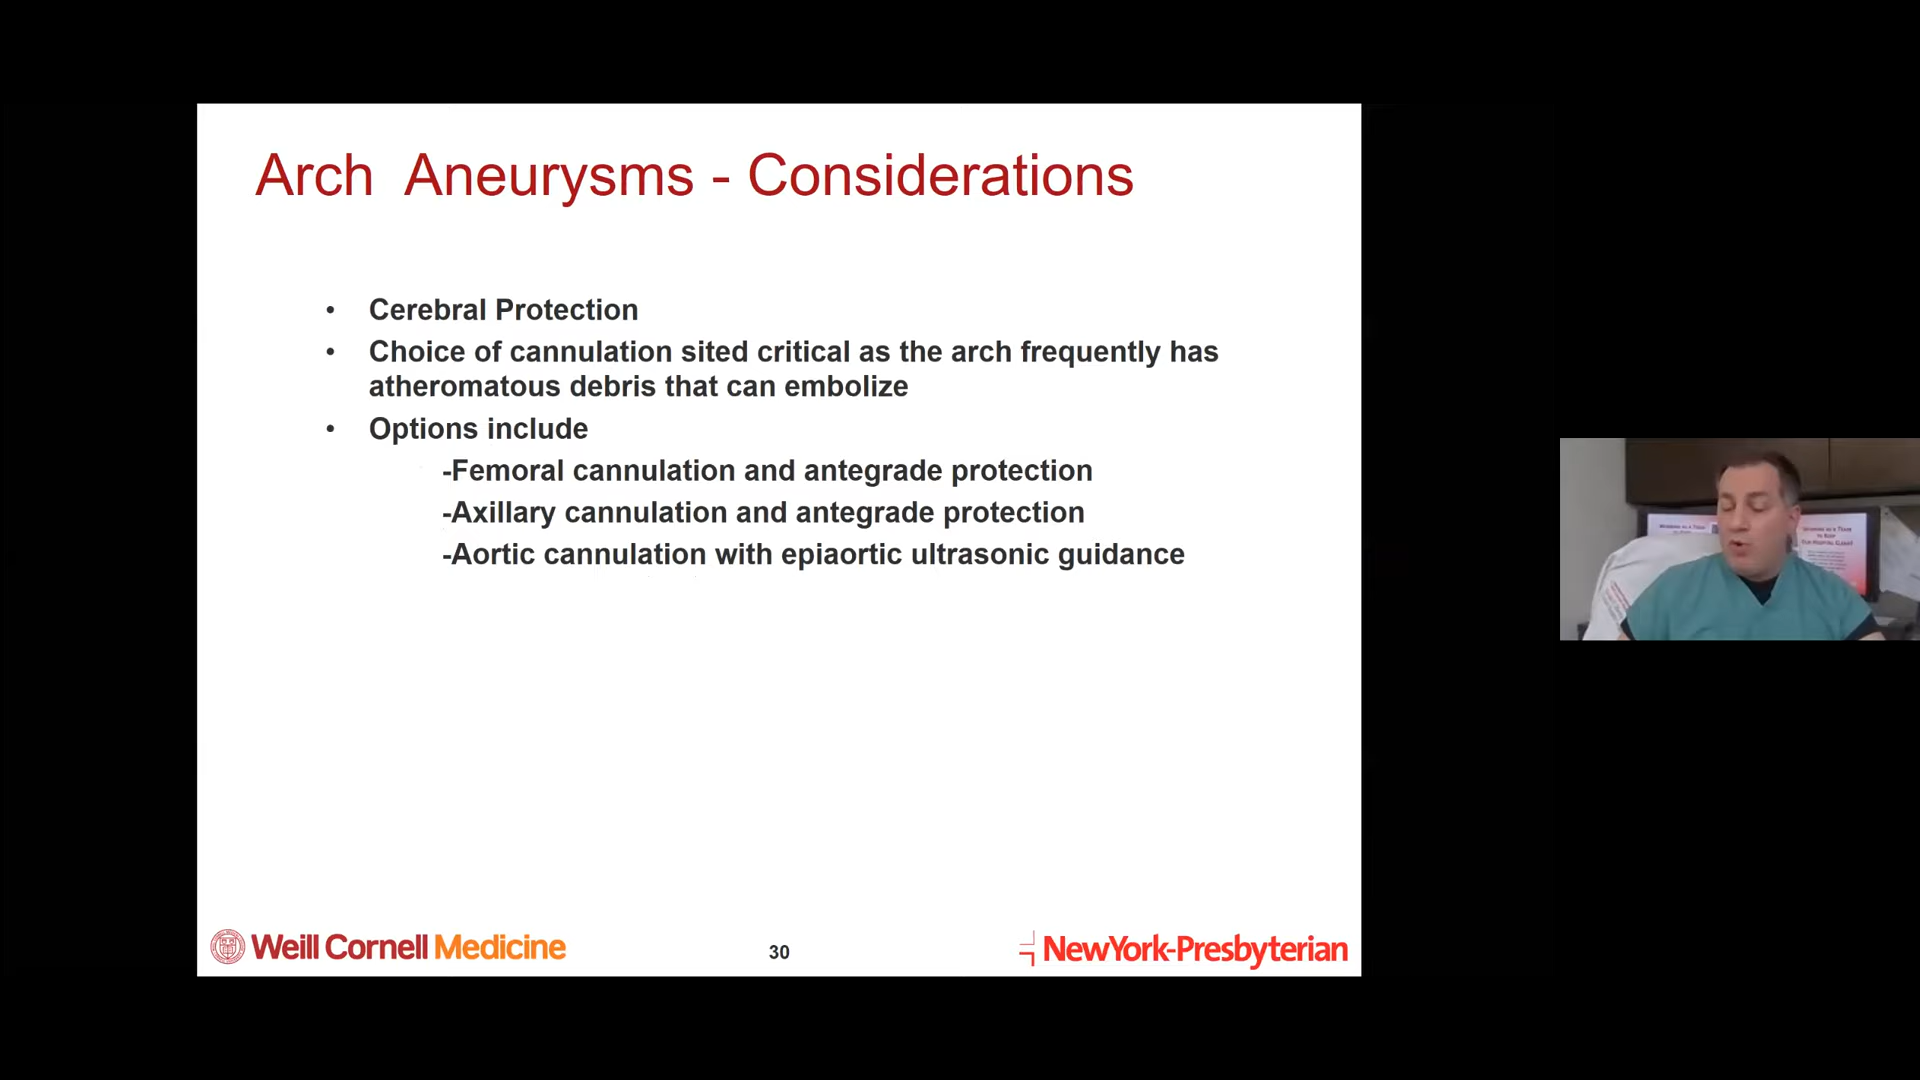 Arch Aneurysms - Considerations
• Cerebral Protection
• Choice of cannulation sited critical as the arch frequently has
atheromatous debris that can embolize
• Options include
-Femoral cannulation and antegrade protection
-Axillary cannulation and antegrade protection
-Aortic cannulation with epiaortic ultrasonic guidance
Weill Cornell Medicine
30
NewYork-Presbyterian